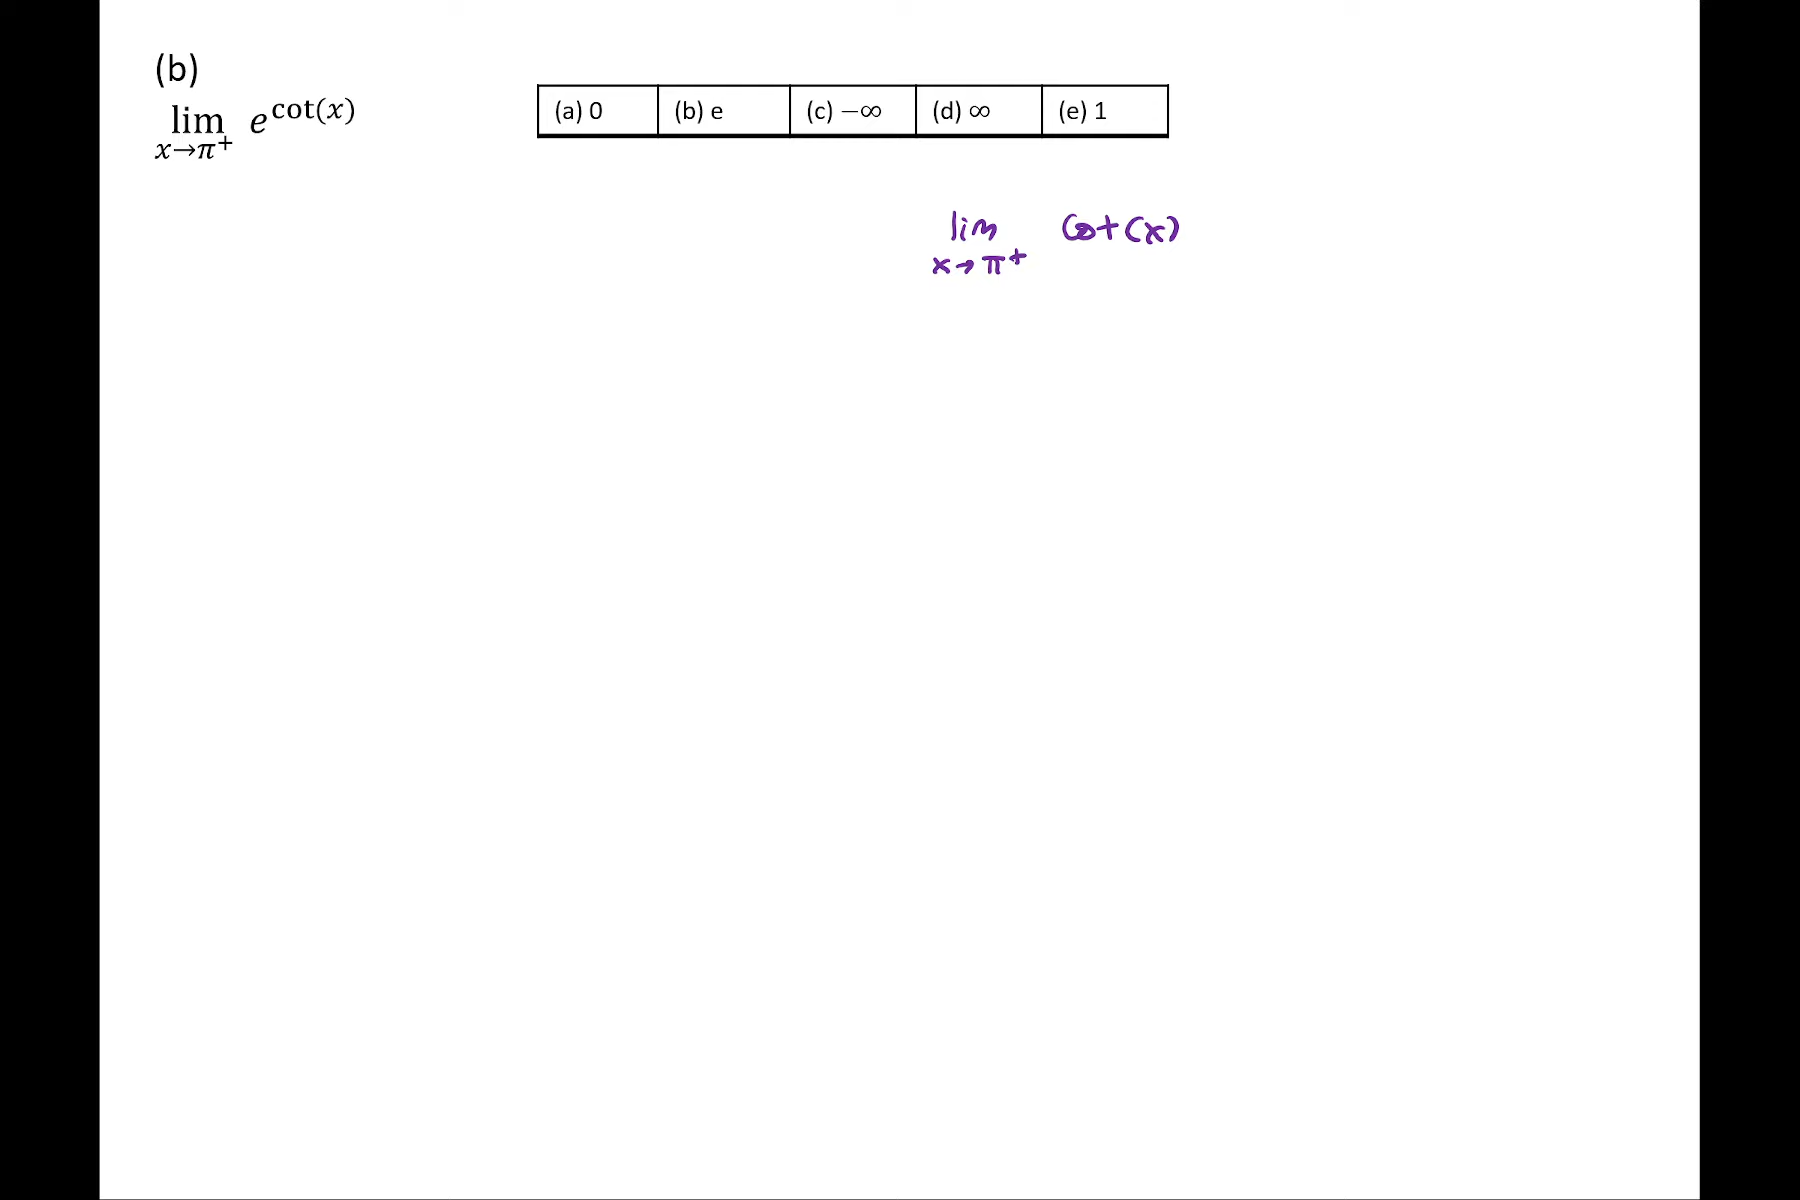 (b)
lim x→π⁺ e^cot(x)
(a) 0 (b) e (c) −∞ (d) ∞ (e) 1
lim x→π⁺ cot(x)